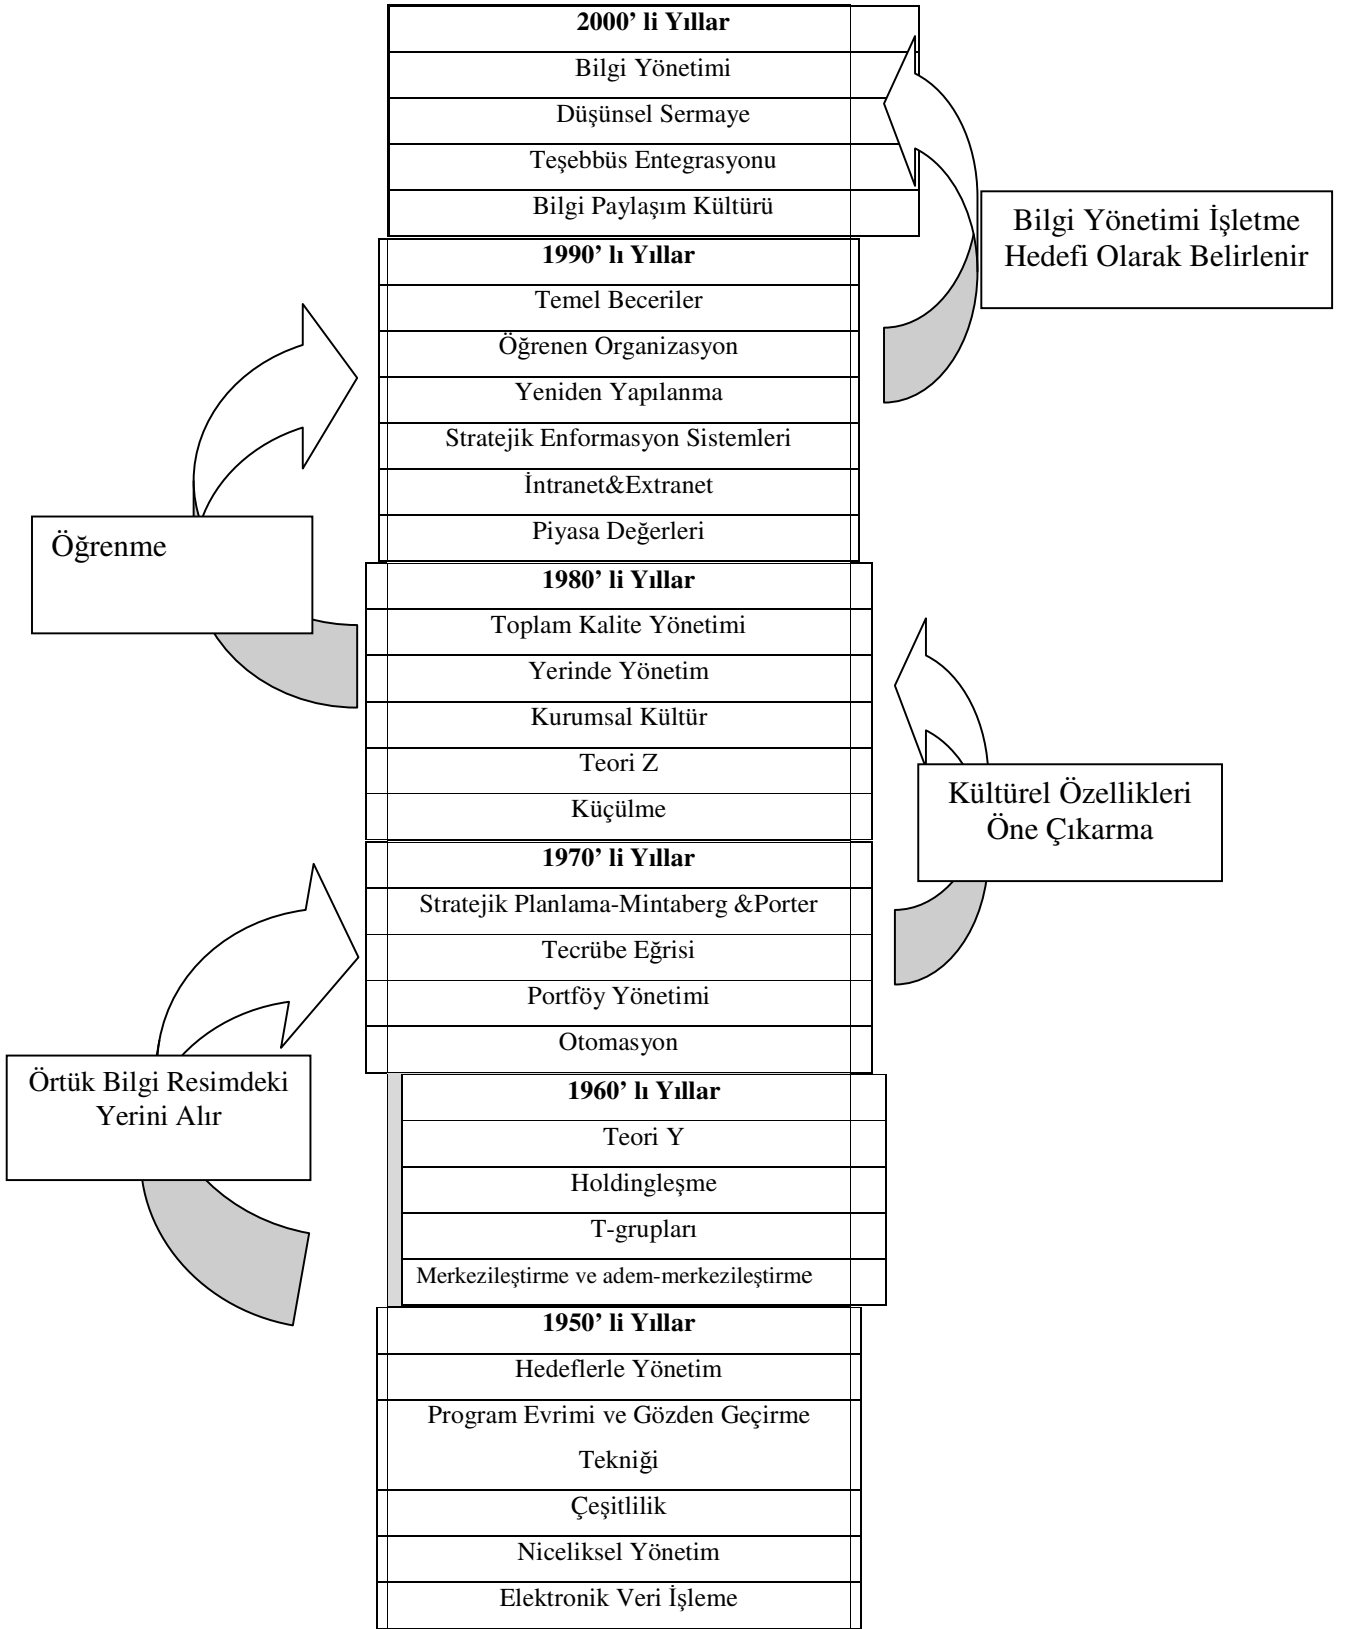 2000' li Yıllar
Bilgi Yönetimi
Düşünsel Sermaye
Teşebbüs Entegrasyonu
Bilgi Paylaşım Kültürü
Bilgi Yönetimi İşletme
Hedefi Olarak Belirlenir
1990' lı Yıllar
Temel Beceriler
Öğrenen Organizasyon
Yeniden Yapılanma
Stratejik Enformasyon Sistemleri
İntranet&Extranet
Piyasa Değerleri
Öğrenme
1980' li Yıllar
Toplam Kalite Yönetimi
Yerinde Yönetim
Kurumsal Kültür
Teori Z
Küçülme
Kültürel Özellikleri
Öne Çıkarma
1970' li Yıllar
Stratejik Planlama-Mintaberg &Porter
Tecrübe Eğrisi
Portföy Yönetimi
Otomasyon
Örtük Bilgi Resimdeki
Yerini Alır
1960' lı Yıllar
Teori Y
Holdingleşme
T-grupları
Merkezileştirme ve adem-merkezileştirme
1950' li Yıllar
Hedeflerle Yönetim
Program Evrimi ve Gözden Geçirme
Tekniği
Çeşitlilik
Niceliksel Yönetim
Elektronik Veri İşleme